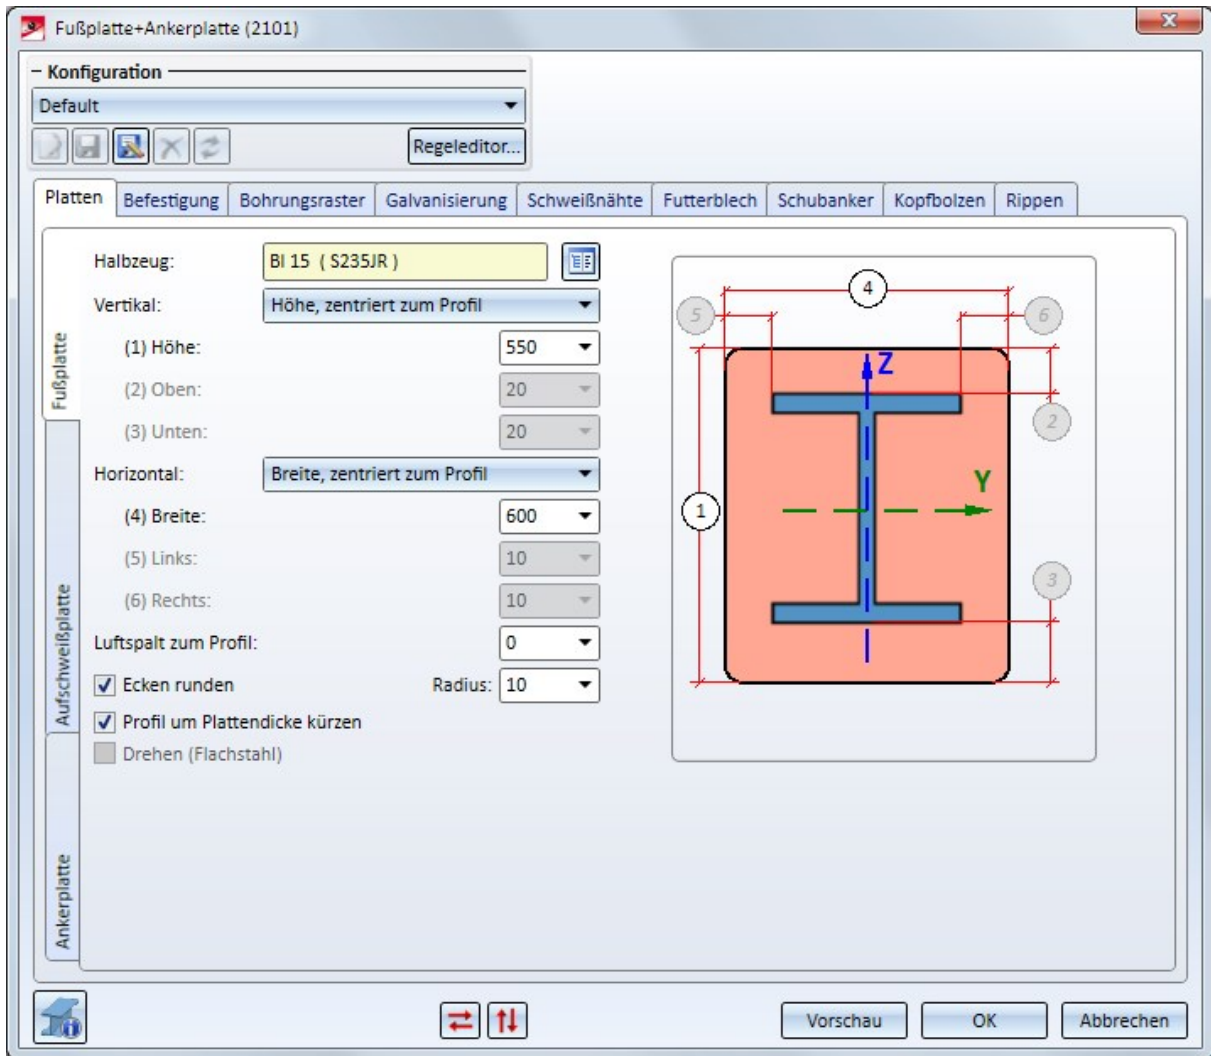 Fußplatte+Ankerplatte (2101)
Konfiguration
Default
Regeleditor...
Platten Befestigung Bohrungsraster Galvanisierung Schweißnähte Futterblech Schubanker Kopfbolzen Rippen
Fußplatte
Aufschweißplatte
Ankerplatte
Halbzeug: Bl 15 ( S235JR )
Vertikal: Höhe, zentriert zum Profil
(1) Höhe: 550
(2) Oben: 20
(3) Unten: 20
Horizontal: Breite, zentriert zum Profil
(4) Breite: 600
(5) Links: 10
(6) Rechts: 10
Luftspalt zum Profil: 0
Ecken runden Radius: 10
Profil um Plattendicke kürzen
Drehen (Flachstahl)
4
5 6
Z
2
Y
1
3
Vorschau OK Abbrechen